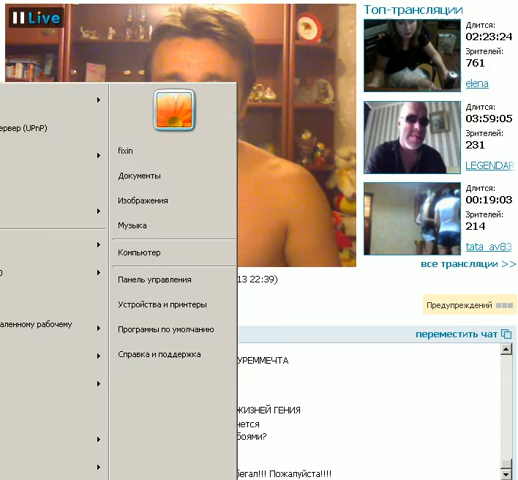 Live
Топ-трансляции
Длится:
02:23:24
Зрителей:
761
elena
Длится:
03:59:05
Зрителей:
231
LEGENDAR
Длится:
00:19:03
Зрителей:
214
tata_av83
все трансляции >>
ервер (UPnP)
аленному рабочему
fixin
Документы
Изображения
Музыка
Компьютер
Панель управления
Устройства и принтеры
Программы по умолчанию
Справка и поддержка
13 22:39)
Предупреждений
переместить чат
УРЕММЕЧТА
ЖИЗНЕЙ ГЕНИЯ
нется
боями?
бегал!!! Пожалуйста!!!!